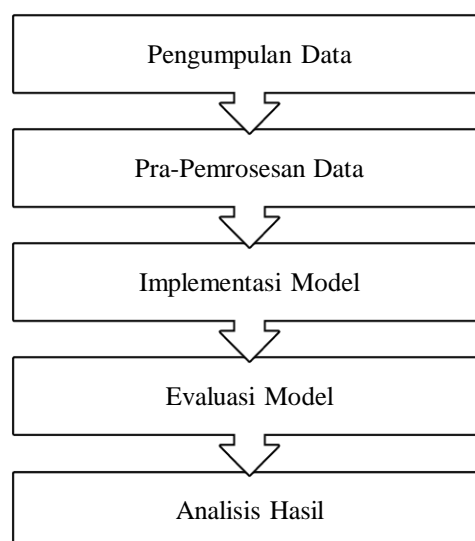 Pengumpulan Data
Pra-Pemrosesan Data
Implementasi Model
Evaluasi Model
Analisis Hasil